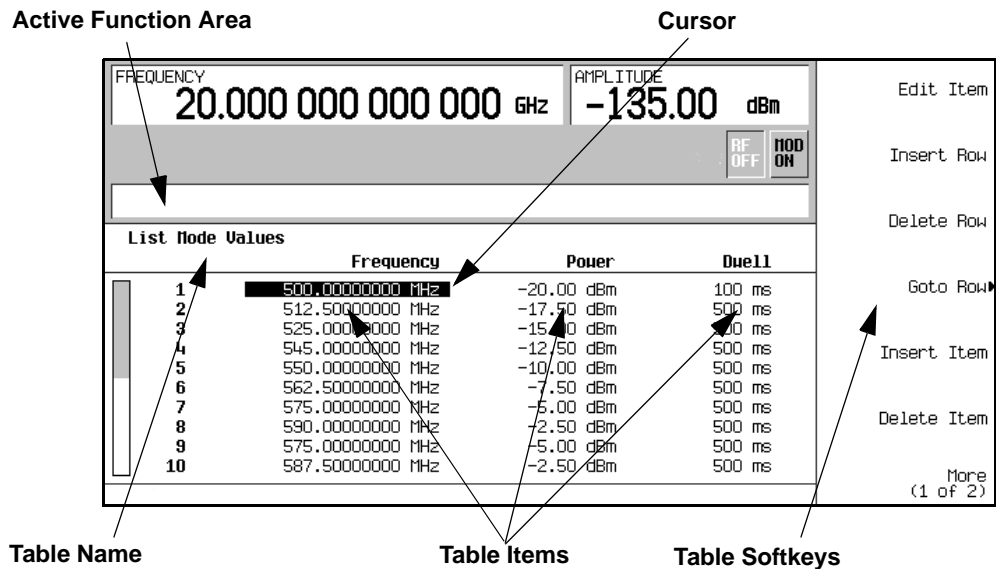 Active Function Area
Cursor
FREQUENCY
20.000 000 000 000 GHz
AMPLITUDE
-135.00 dBm
RF OFF
MOD ON
List Mode Values
Frequency Power Dwell
1 500.00000000 MHz -20.00 dBm 100 ms
2 512.50000000 MHz -17.50 dBm 500 ms
3 525.00000000 MHz -15.00 dBm 500 ms
4 545.00000000 MHz -12.50 dBm 500 ms
5 550.00000000 MHz -10.00 dBm 500 ms
6 562.50000000 MHz -7.50 dBm 500 ms
7 575.00000000 MHz -5.00 dBm 500 ms
8 590.00000000 MHz -2.50 dBm 500 ms
9 575.00000000 MHz -5.00 dBm 500 ms
10 587.50000000 MHz -2.50 dBm 500 ms
Edit Item
Insert Row
Delete Row
Goto Row
Insert Item
Delete Item
More
(1 of 2)
Table Name
Table Items
Table Softkeys